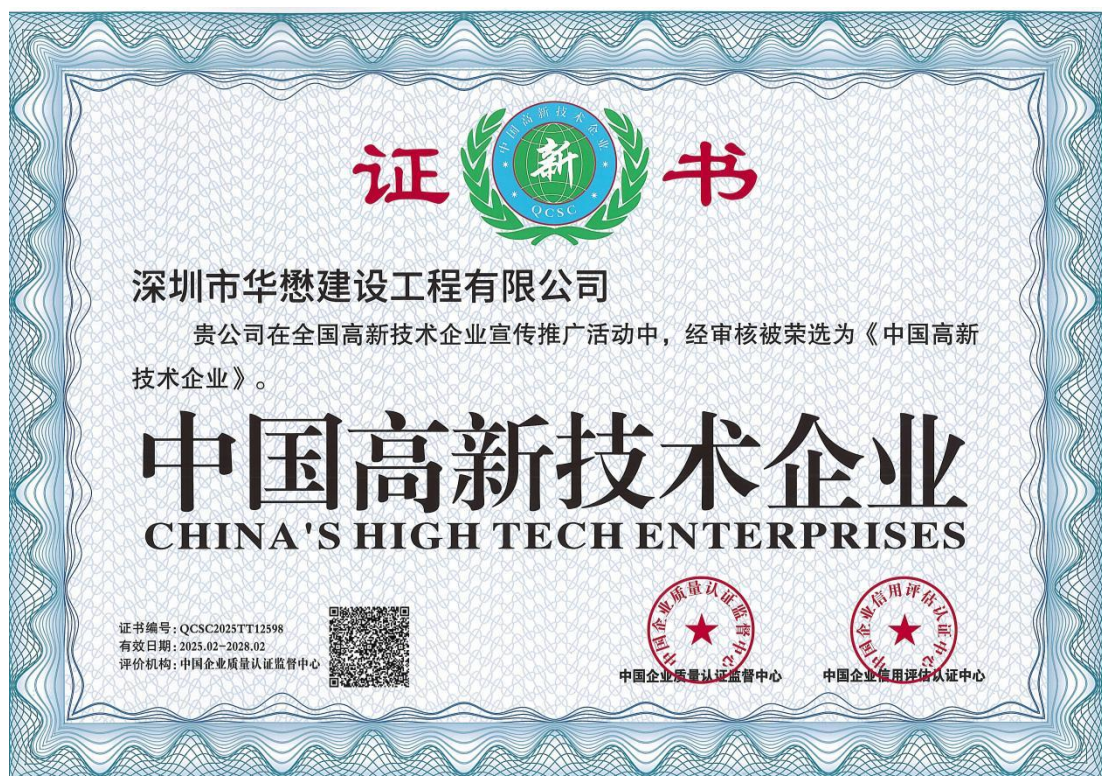 中国高新技术企业
证 新 书
QCSC
深圳市华懋建设工程有限公司
贵公司在全国高新技术企业宣传推广活动中，经审核被荣选为《中国高新
技术企业》。
中国高新技术企业
CHINA'S HIGH TECH ENTERPRISES
证书编号：QCSC2025TT12598
有效日期：2025.02-2028.02
评价机构：中国企业质量认证监督中心
中国企业质量认证监督中心
中国企业信用评估认证中心
中国企业质量认证监督中心
中国企业信用评估认证中心